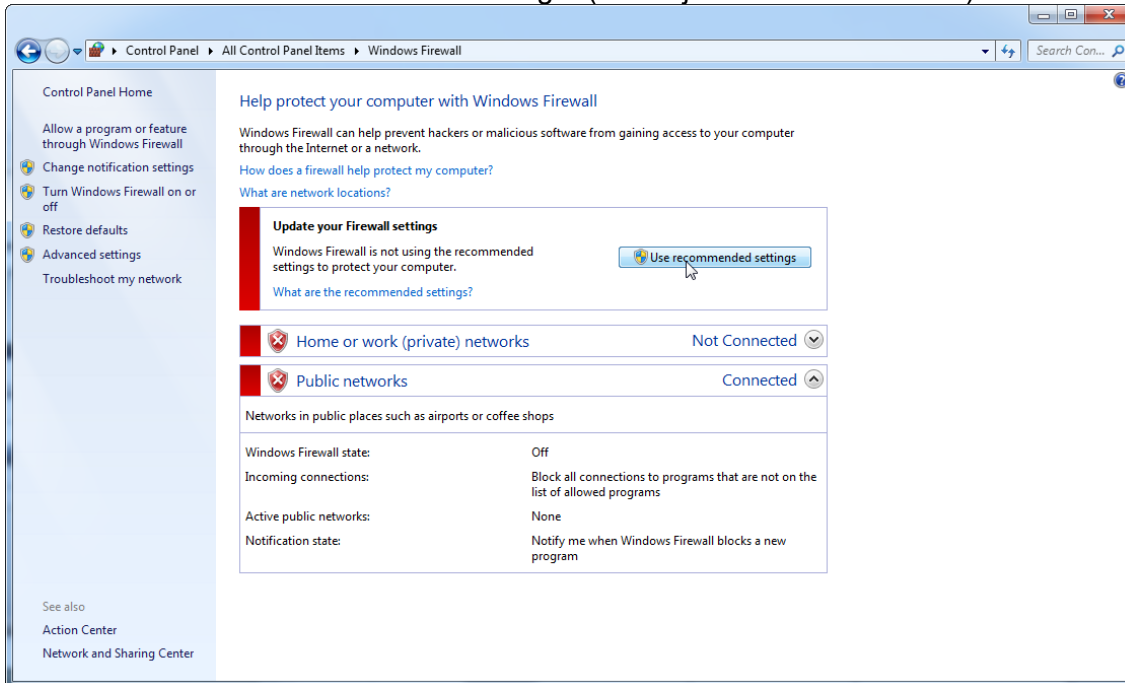 Control Panel ▸ All Control Panel Items ▸ Windows Firewall
Search Con...
Control Panel Home
Allow a program or feature
through Windows Firewall
Change notification settings
Turn Windows Firewall on or
off
Restore defaults
Advanced settings
Troubleshoot my network
See also
Action Center
Network and Sharing Center
Help protect your computer with Windows Firewall
Windows Firewall can help prevent hackers or malicious software from gaining access to your computer
through the Internet or a network.
How does a firewall help protect my computer?
What are network locations?
Update your Firewall settings
Windows Firewall is not using the recommended
settings to protect your computer.
Use recommended settings
What are the recommended settings?
Home or work (private) networks Not Connected
Public networks Connected
Networks in public places such as airports or coffee shops
Windows Firewall state: Off
Incoming connections: Block all connections to programs that are not on the
list of allowed programs
Active public networks: None
Notification state: Notify me when Windows Firewall blocks a new
program